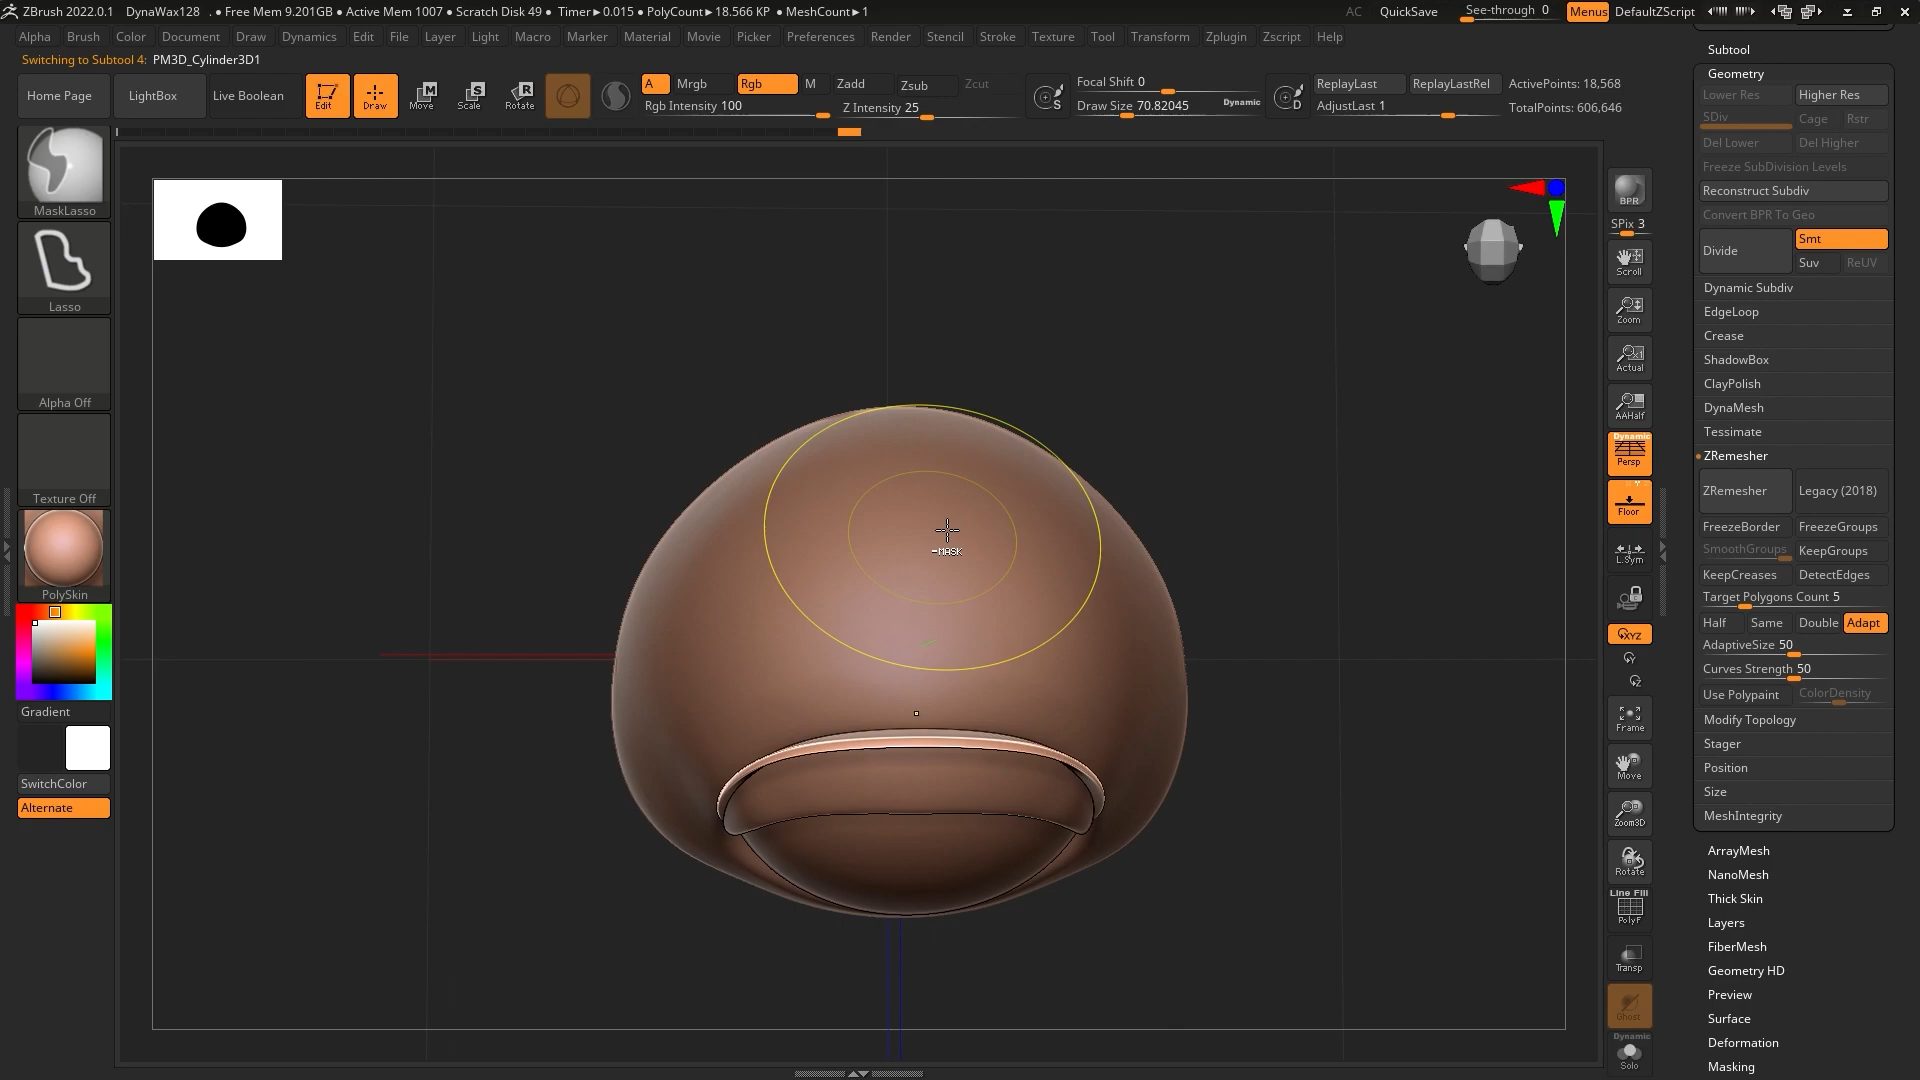 ZBrush 2022.0.1 DynaWax128 . ● Free Mem 9.201GB ● Active Mem 1007 ● Scratch Disk 49 ● Timer►0.015 ● PolyCount►18.566 KP ● MeshCount►1 AC QuickSave See-through 0 Menus DefaultZScript
Alpha Brush Color Document Draw Dynamics Edit File Layer Light Macro Marker Material Movie Picker Preferences Render Stencil Stroke Texture Tool Transform Zplugin Zscript Help
Switching to Subtool 4: PM3D_Cylinder3D1
Home Page LightBox Live Boolean Edit Draw Move Scale Rotate
A Mrgb Rgb M Zadd Zsub Zcut
Rgb Intensity 100 Z Intensity 25
S Focal Shift 0
Draw Size 70.82045 Dynamic
D ReplayLast ReplayLastRel
AdjustLast 1
ActivePoints: 18,568
TotalPoints: 606,646
MaskLasso
Lasso
Alpha Off
Texture Off
PolySkin
Gradient
SwitchColor
Alternate
-MASK
BPR
SPix 3
Scroll
Zoom
Actual
AAHalf
Dynamic
Persp
Floor
L.Sym
XYZ
Y
Z
Frame
Move
Zoom3D
Rotate
Line Fill
PolyF
Transp
Ghost
Dynamic
Solo
Subtool
Geometry
Lower Res Higher Res
SDiv Cage Rstr
Del Lower Del Higher
Freeze SubDivision Levels
Reconstruct Subdiv
Convert BPR To Geo
Divide Smt
Suv ReUV
Dynamic Subdiv
EdgeLoop
Crease
ShadowBox
ClayPolish
DynaMesh
Tessimate
ZRemesher
ZRemesher Legacy (2018)
FreezeBorder FreezeGroups
SmoothGroups KeepGroups
KeepCreases DetectEdges
Target Polygons Count 5
Half Same Double Adapt
AdaptiveSize 50
Curves Strength 50
Use Polypaint ColorDensity
Modify Topology
Stager
Position
Size
MeshIntegrity
ArrayMesh
NanoMesh
Thick Skin
Layers
FiberMesh
Geometry HD
Preview
Surface
Deformation
Masking